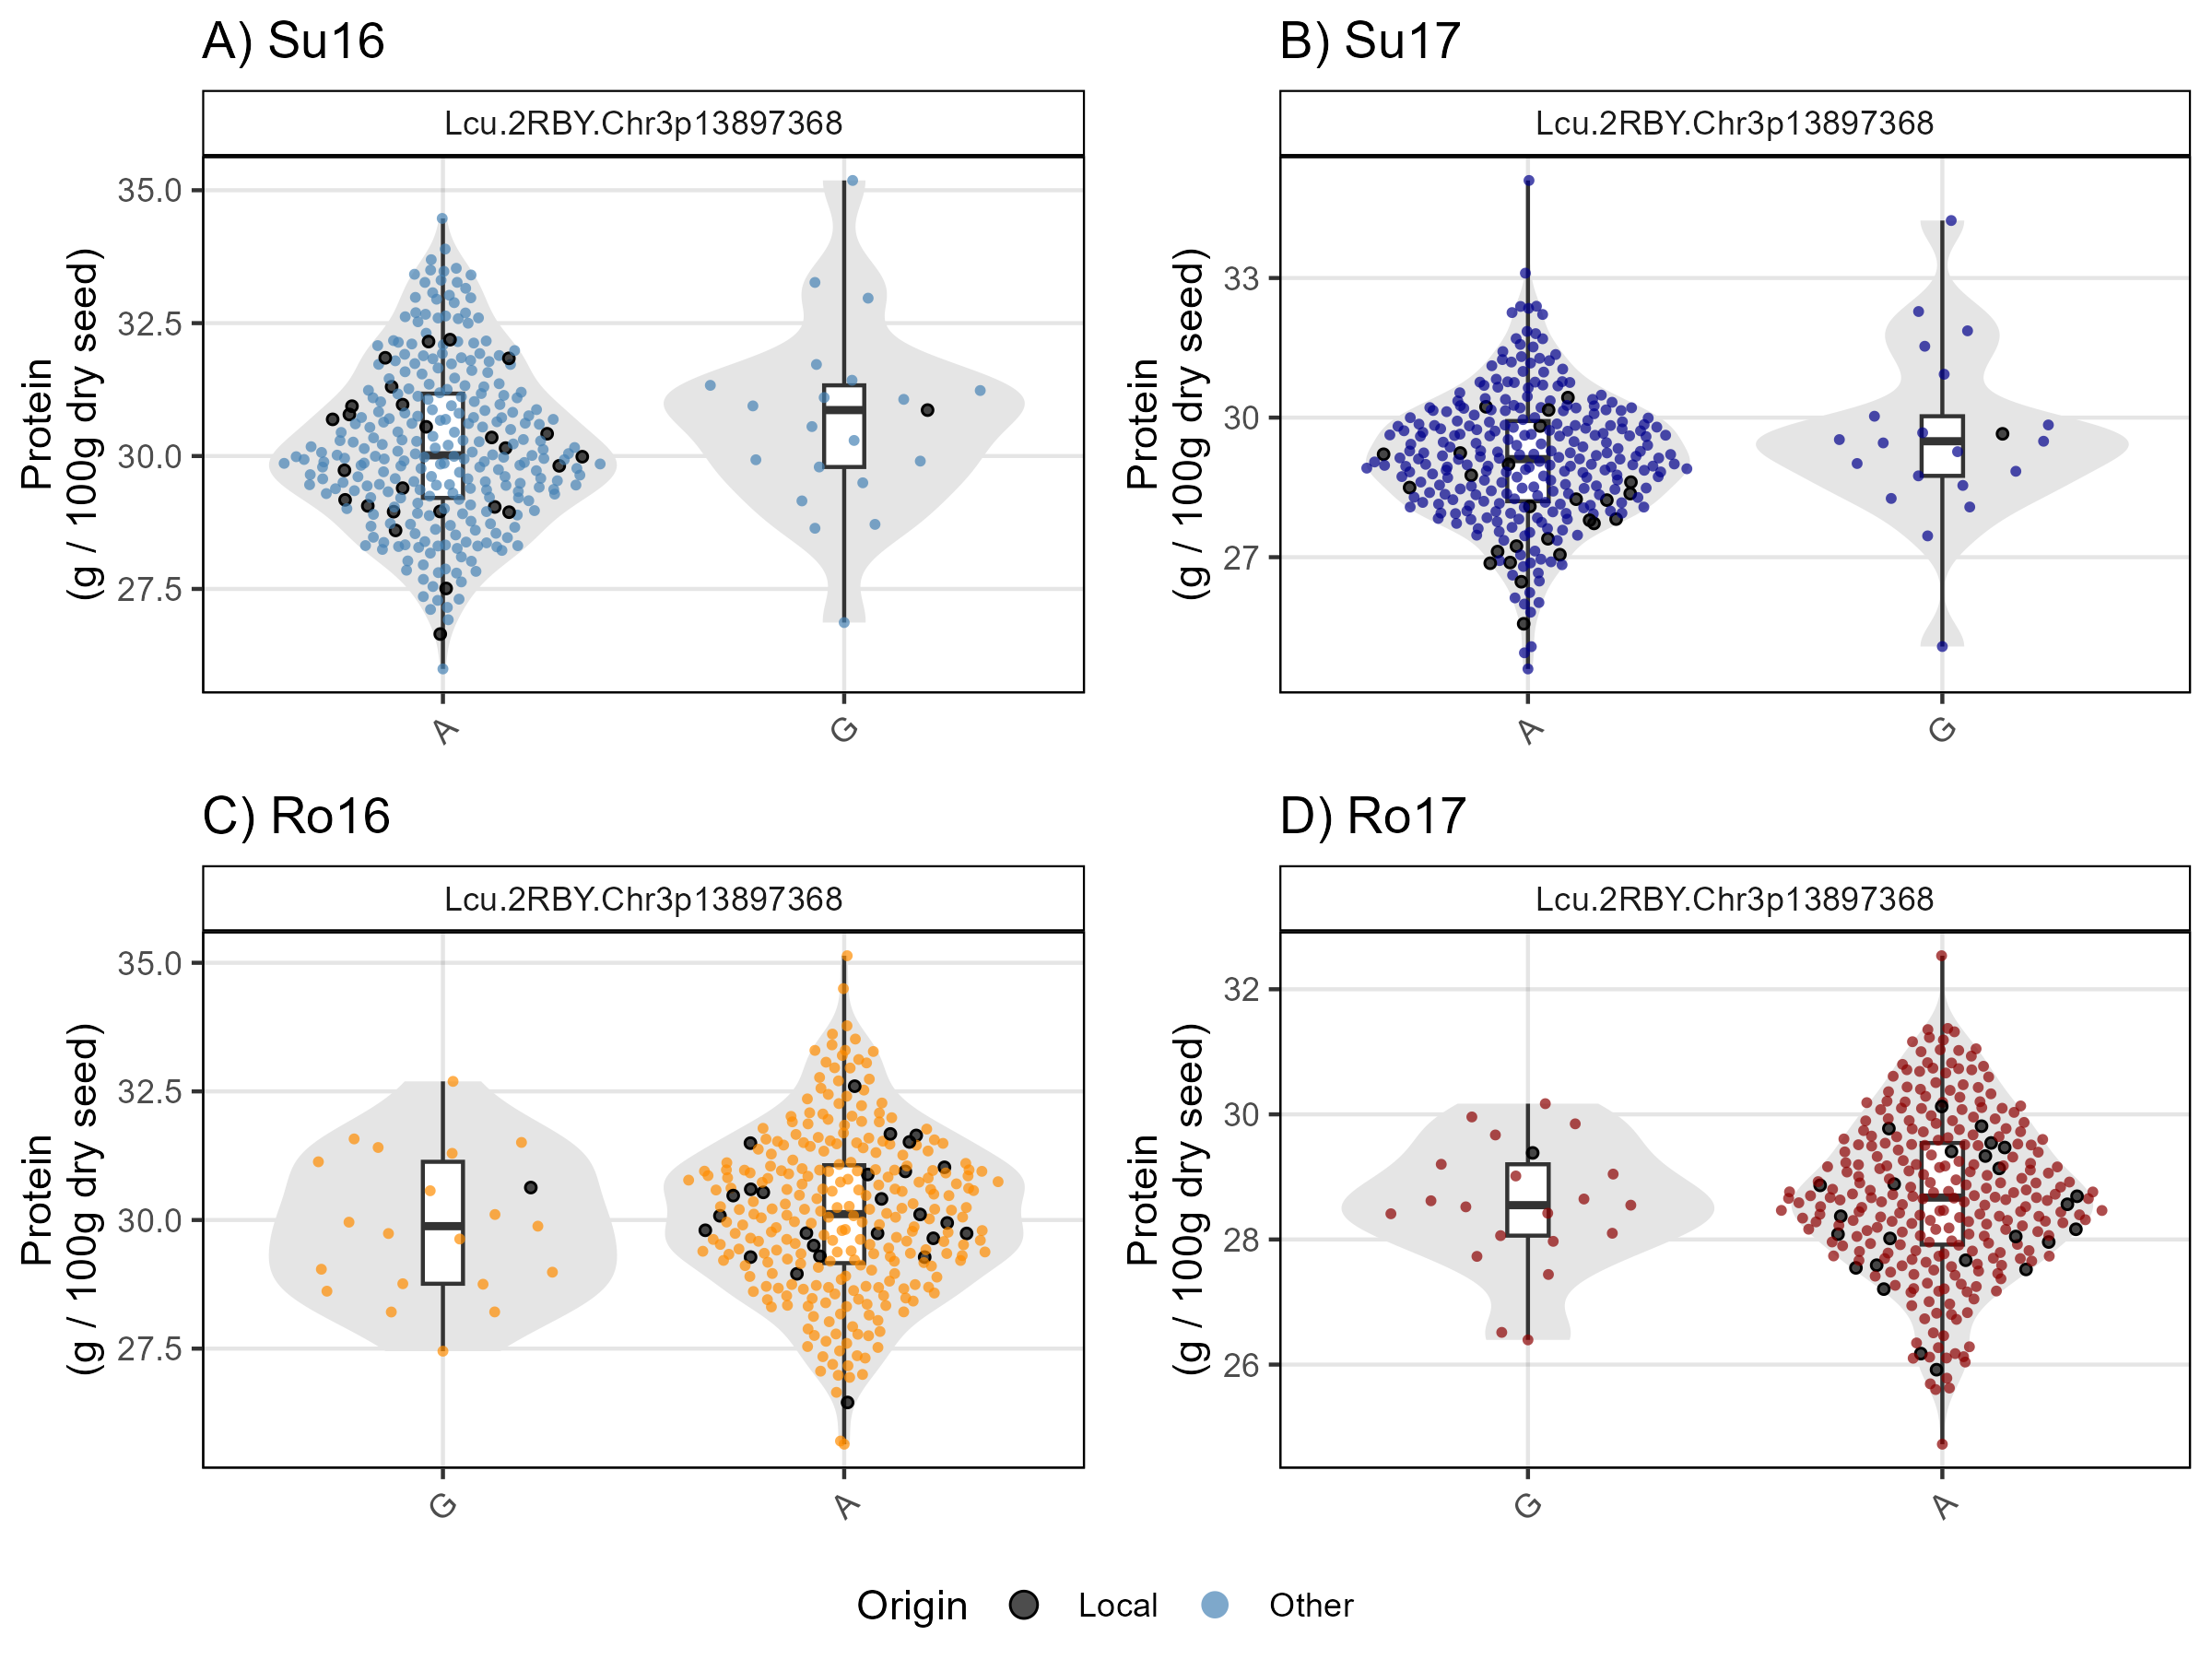 A) Su16
Lcu.2RBY.Chr3p13897368
Protein
(g / 100g dry seed)
35.0
32.5
30.0
27.5
A
G
B) Su17
Lcu.2RBY.Chr3p13897368
Protein
(g / 100g dry seed)
33
30
27
A
G
C) Ro16
Lcu.2RBY.Chr3p13897368
Protein
(g / 100g dry seed)
35.0
32.5
30.0
27.5
G
A
D) Ro17
Lcu.2RBY.Chr3p13897368
Protein
(g / 100g dry seed)
32
30
28
26
G
A
Origin Local Other